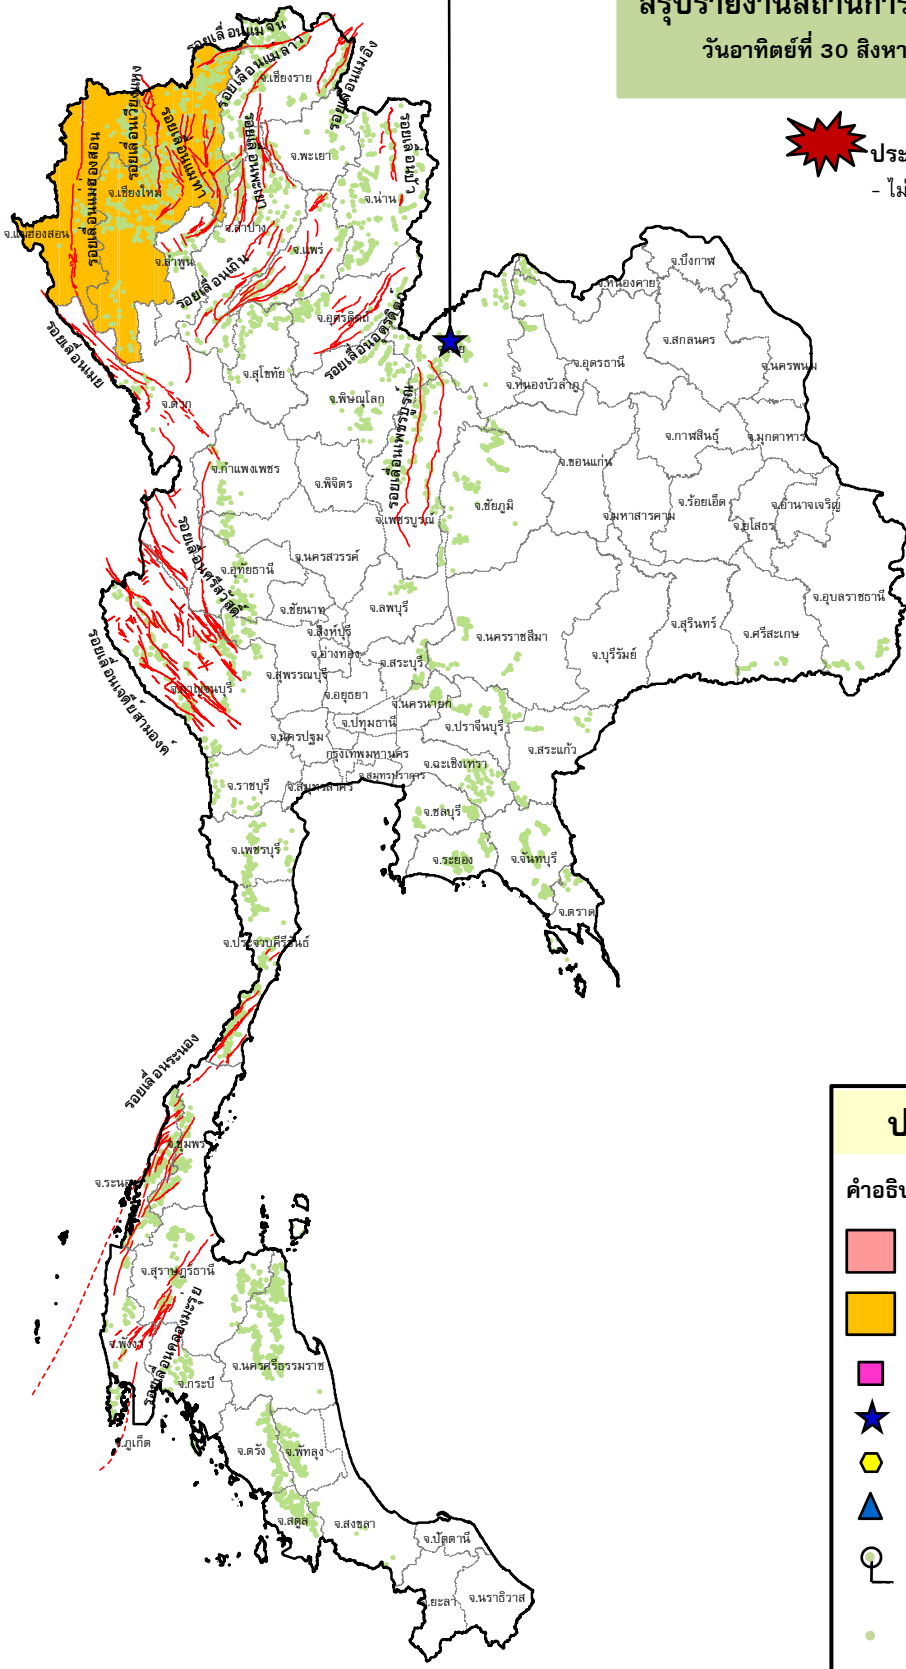 สรุปรายงานสถานการ
วันอาทิตย์ที่ 30 สิงหา
ประ
- ไม่
รอยเลื่อนแม่จัน
รอยเลื่อนแม่ลาว
รอยเลื่อนแม่อิง
จ.เชียงราย
รอยเลื่อนเวียงแหง
รอยเลื่อนแม่ทา
รอยเลื่อนพะเยา
รอยเลื่อนปัว
จ.พะเยา
รอยเลื่อนแม่ฮ่องสอน
จ.เชียงใหม่
จ.น่าน
จ.แม่ฮ่องสอน
จ.ลำปาง
จ.แพร่
จ.ลำพูน
รอยเลื่อนเถิน
จ.บึงกาฬ
จ.หนองคาย
จ.อุตรดิตถ์
รอยเลื่อนอุตรดิตถ์
รอยเลื่อนเมย
จ.สกลนคร
จ.อุดรธานี
จ.นครพนม
จ.สุโขทัย
จ.หนองบัวลำภู
จ.ตาก
จ.พิษณุโลก
รอยเลื่อนเพชรบูรณ์
จ.กาฬสินธุ์
จ.มุกดาหาร
จ.กำแพงเพชร
จ.พิจิตร
จ.ขอนแก่น
จ.เพชรบูรณ์
จ.ชัยภูมิ
จ.มหาสารคาม
จ.ร้อยเอ็ด
จ.ยโสธร
จ.อำนาจเจริญ
รอยเลื่อนศรีสวัสดิ์
จ.นครสวรรค์
จ.อุทัยธานี
จ.อุบลราชธานี
จ.ชัยนาท
จ.ลพบุรี
จ.สิงห์บุรี
จ.นครราชสีมา
จ.สุรินทร์
จ.ศรีสะเกษ
จ.อ่างทอง
จ.สระบุรี
จ.บุรีรัมย์
รอยเลื่อนเจดีย์สามองค์
จ.กาญจนบุรี
จ.สุพรรณบุรี
จ.อยุธยา
จ.นครนายก
จ.ปทุมธานี
จ.ปราจีนบุรี
จ.นครปฐม
จ.สระแก้ว
กรุงเทพมหานคร
จ.ฉะเชิงเทรา
จ.สมุทรปราการ
จ.ราชบุรี
จ.สมุทรสาคร
จ.ชลบุรี
จ.เพชรบุรี
จ.ระยอง
จ.จันทบุรี
จ.ตราด
จ.ประจวบคีรีขันธ์
รอยเลื่อนระนอง
จ.ชุมพร
จ.ระนอง
จ.สุราษฎร์ธานี
รอยเลื่อนคลองมะรุ่ย
จ.พังงา
จ.นครศรีธรรมราช
จ.กระบี่
จ.ภูเก็ต
จ.ตรัง
จ.พัทลุง
จ.สตูล
จ.สงขลา
จ.ปัตตานี
จ.ยะลา
จ.นราธิวาส
ป
คำอธิบ